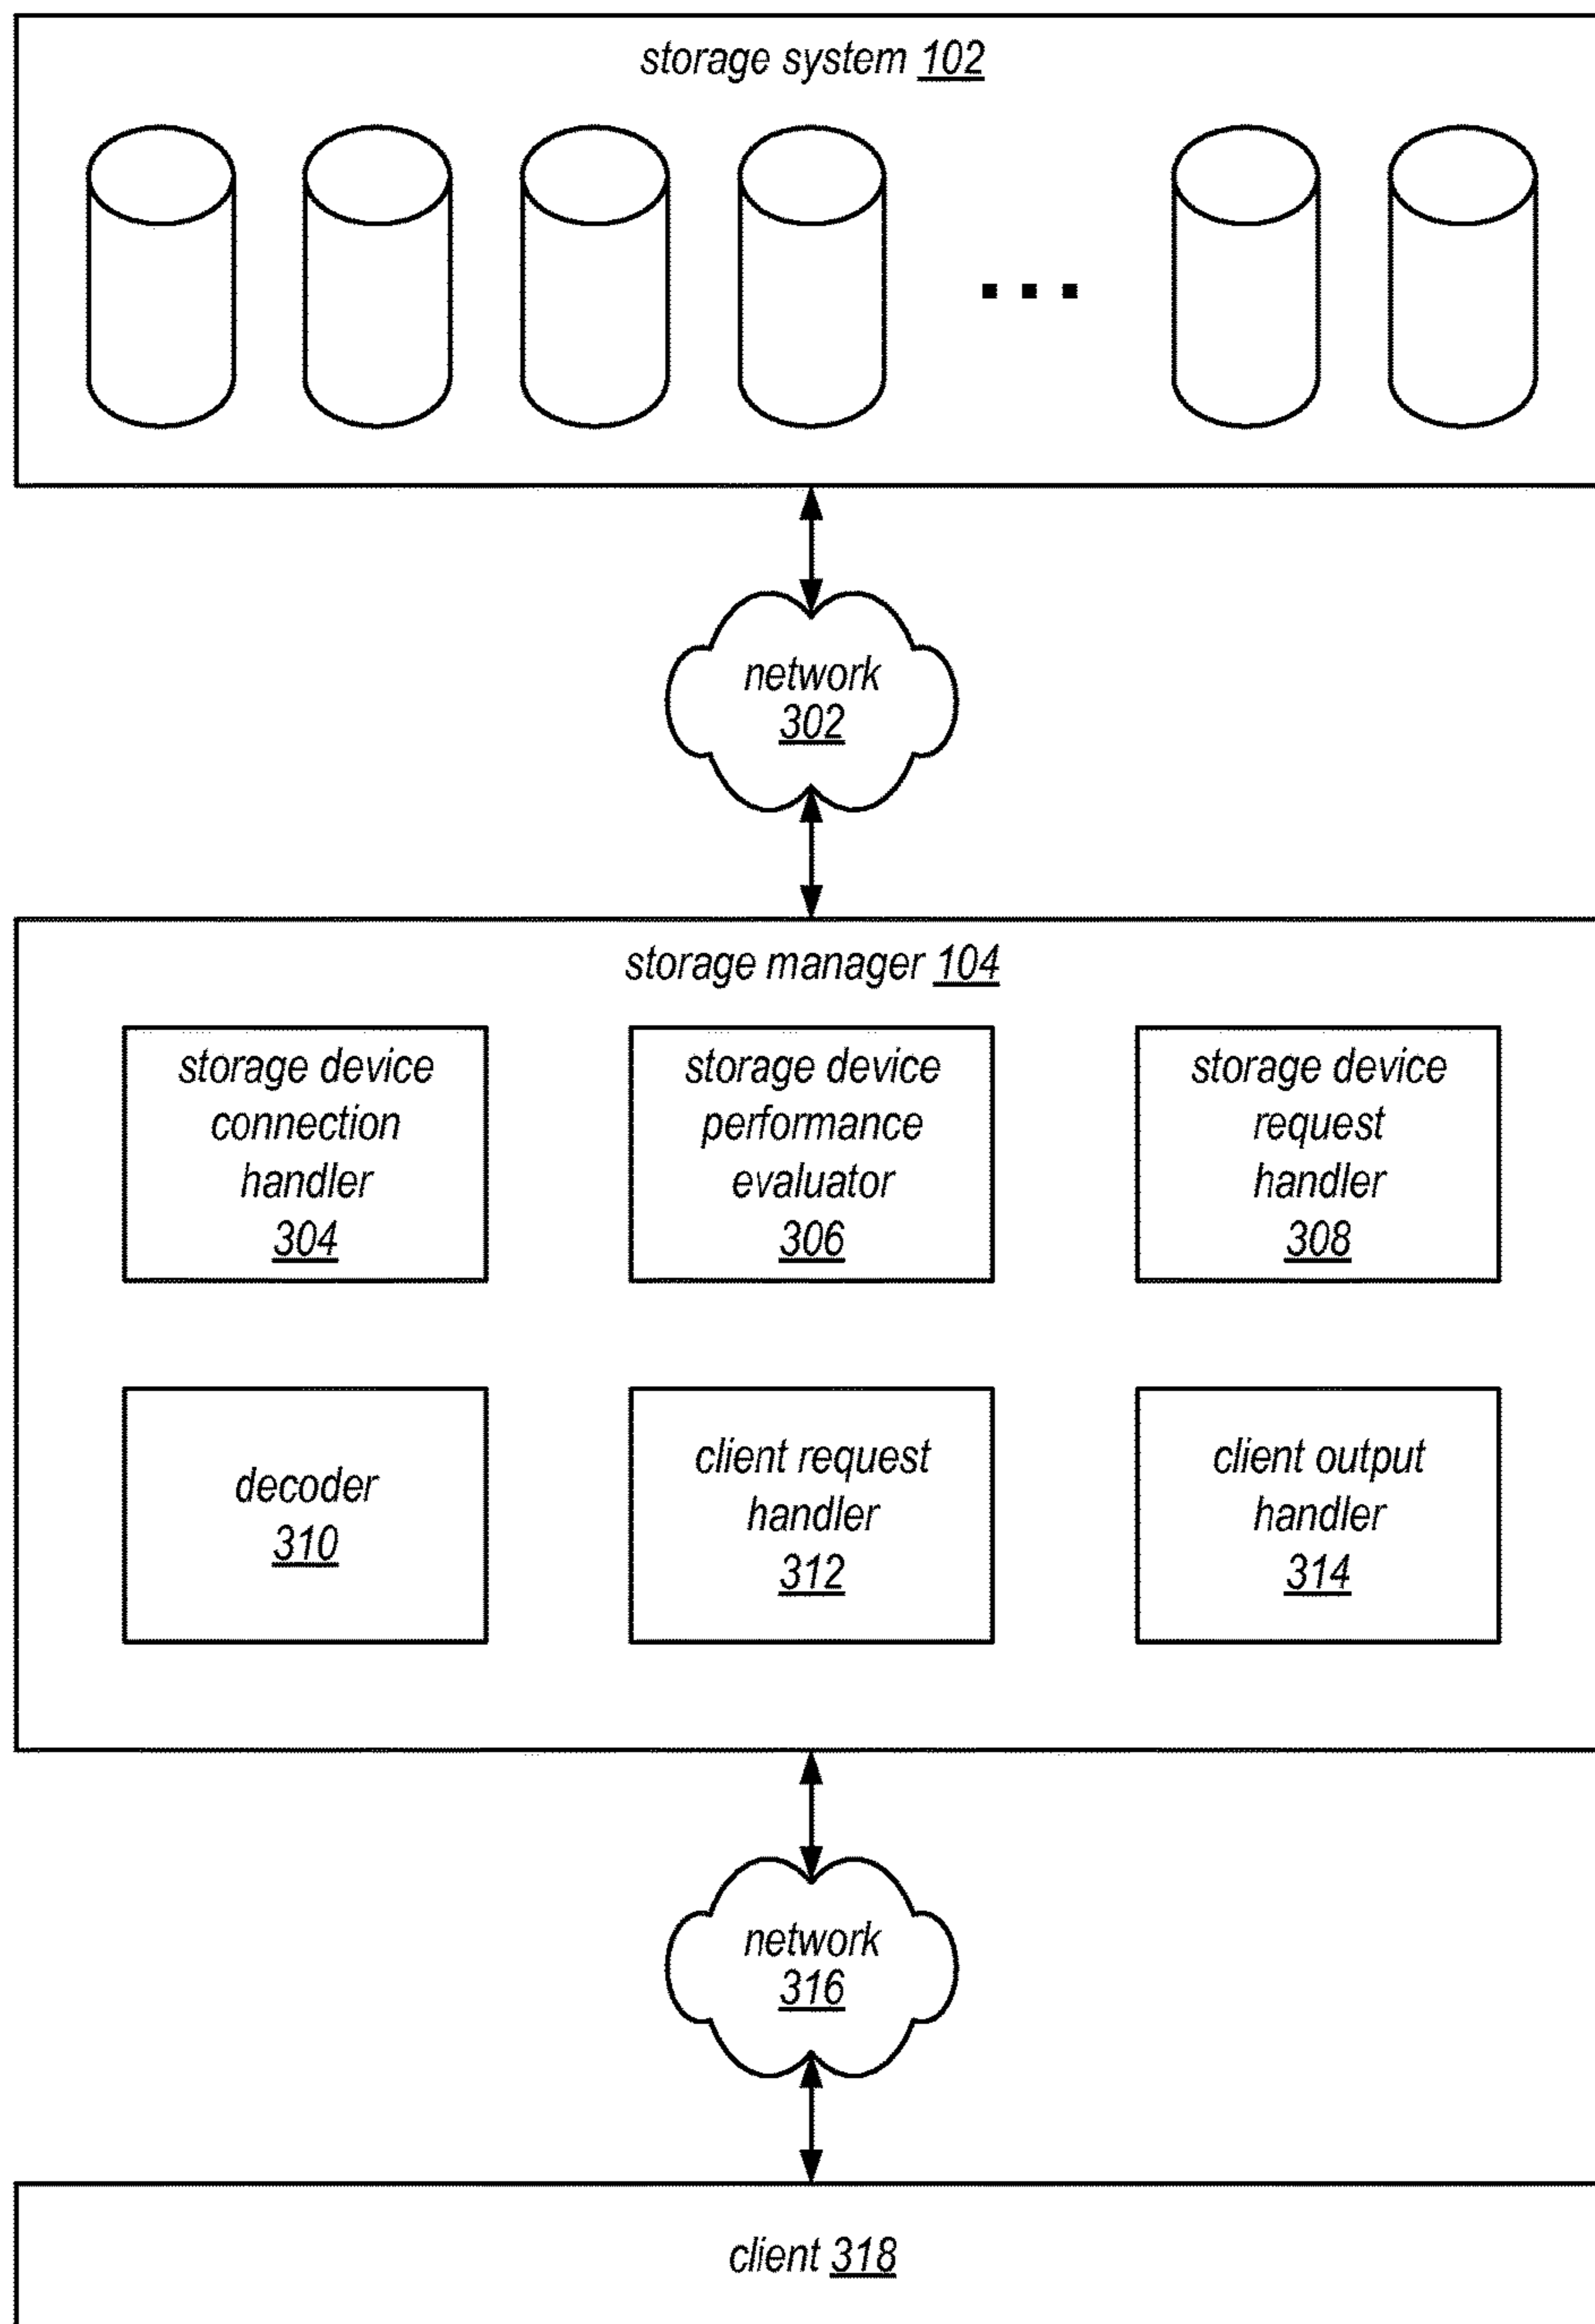 storage system 102
network
302
storage manager 104
storage device
connection
handler
304
storage device
performance
evaluator
306
storage device
request
handler
308
decoder
310
client request
handler
312
client output
handler
314
network
316
client 318